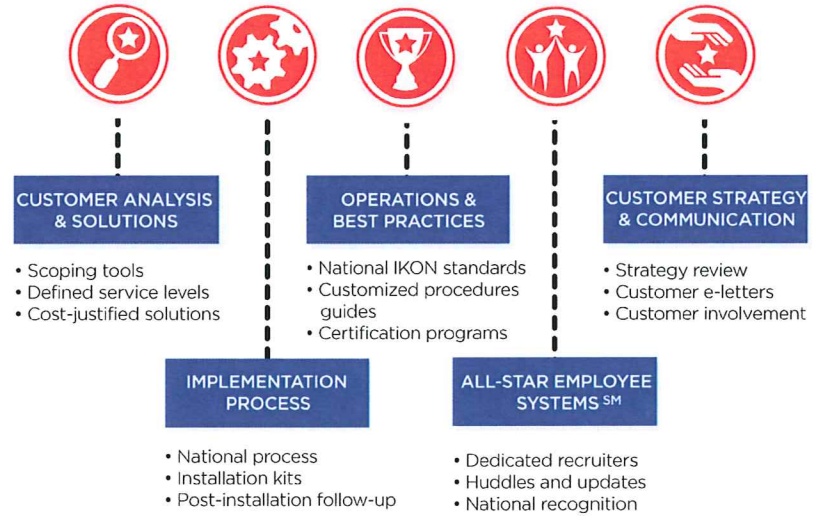 CUSTOMER ANALYSIS
& SOLUTIONS
• Scoping tools
• Defined service levels
• Cost-justified solutions
IMPLEMENTATION
PROCESS
• National process
• Installation kits
• Post-installation follow-up
OPERATIONS &
BEST PRACTICES
• National IKON standards
• Customized procedures
guides
• Certification programs
ALL-STAR EMPLOYEE
SYSTEMS ℠
• Dedicated recruiters
• Huddles and updates
• National recognition
CUSTOMER STRATEGY
& COMMUNICATION
• Strategy review
• Customer e-letters
• Customer involvement